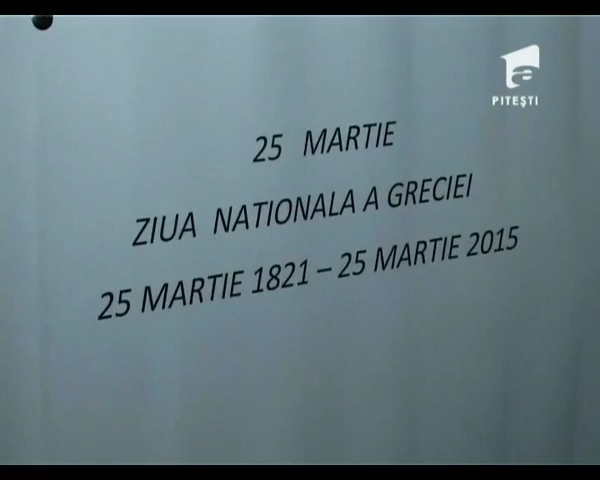 PITEȘTI
25 MARTIE
ZIUA NATIONALA A GRECIEI
25 MARTIE 1821 – 25 MARTIE 2015